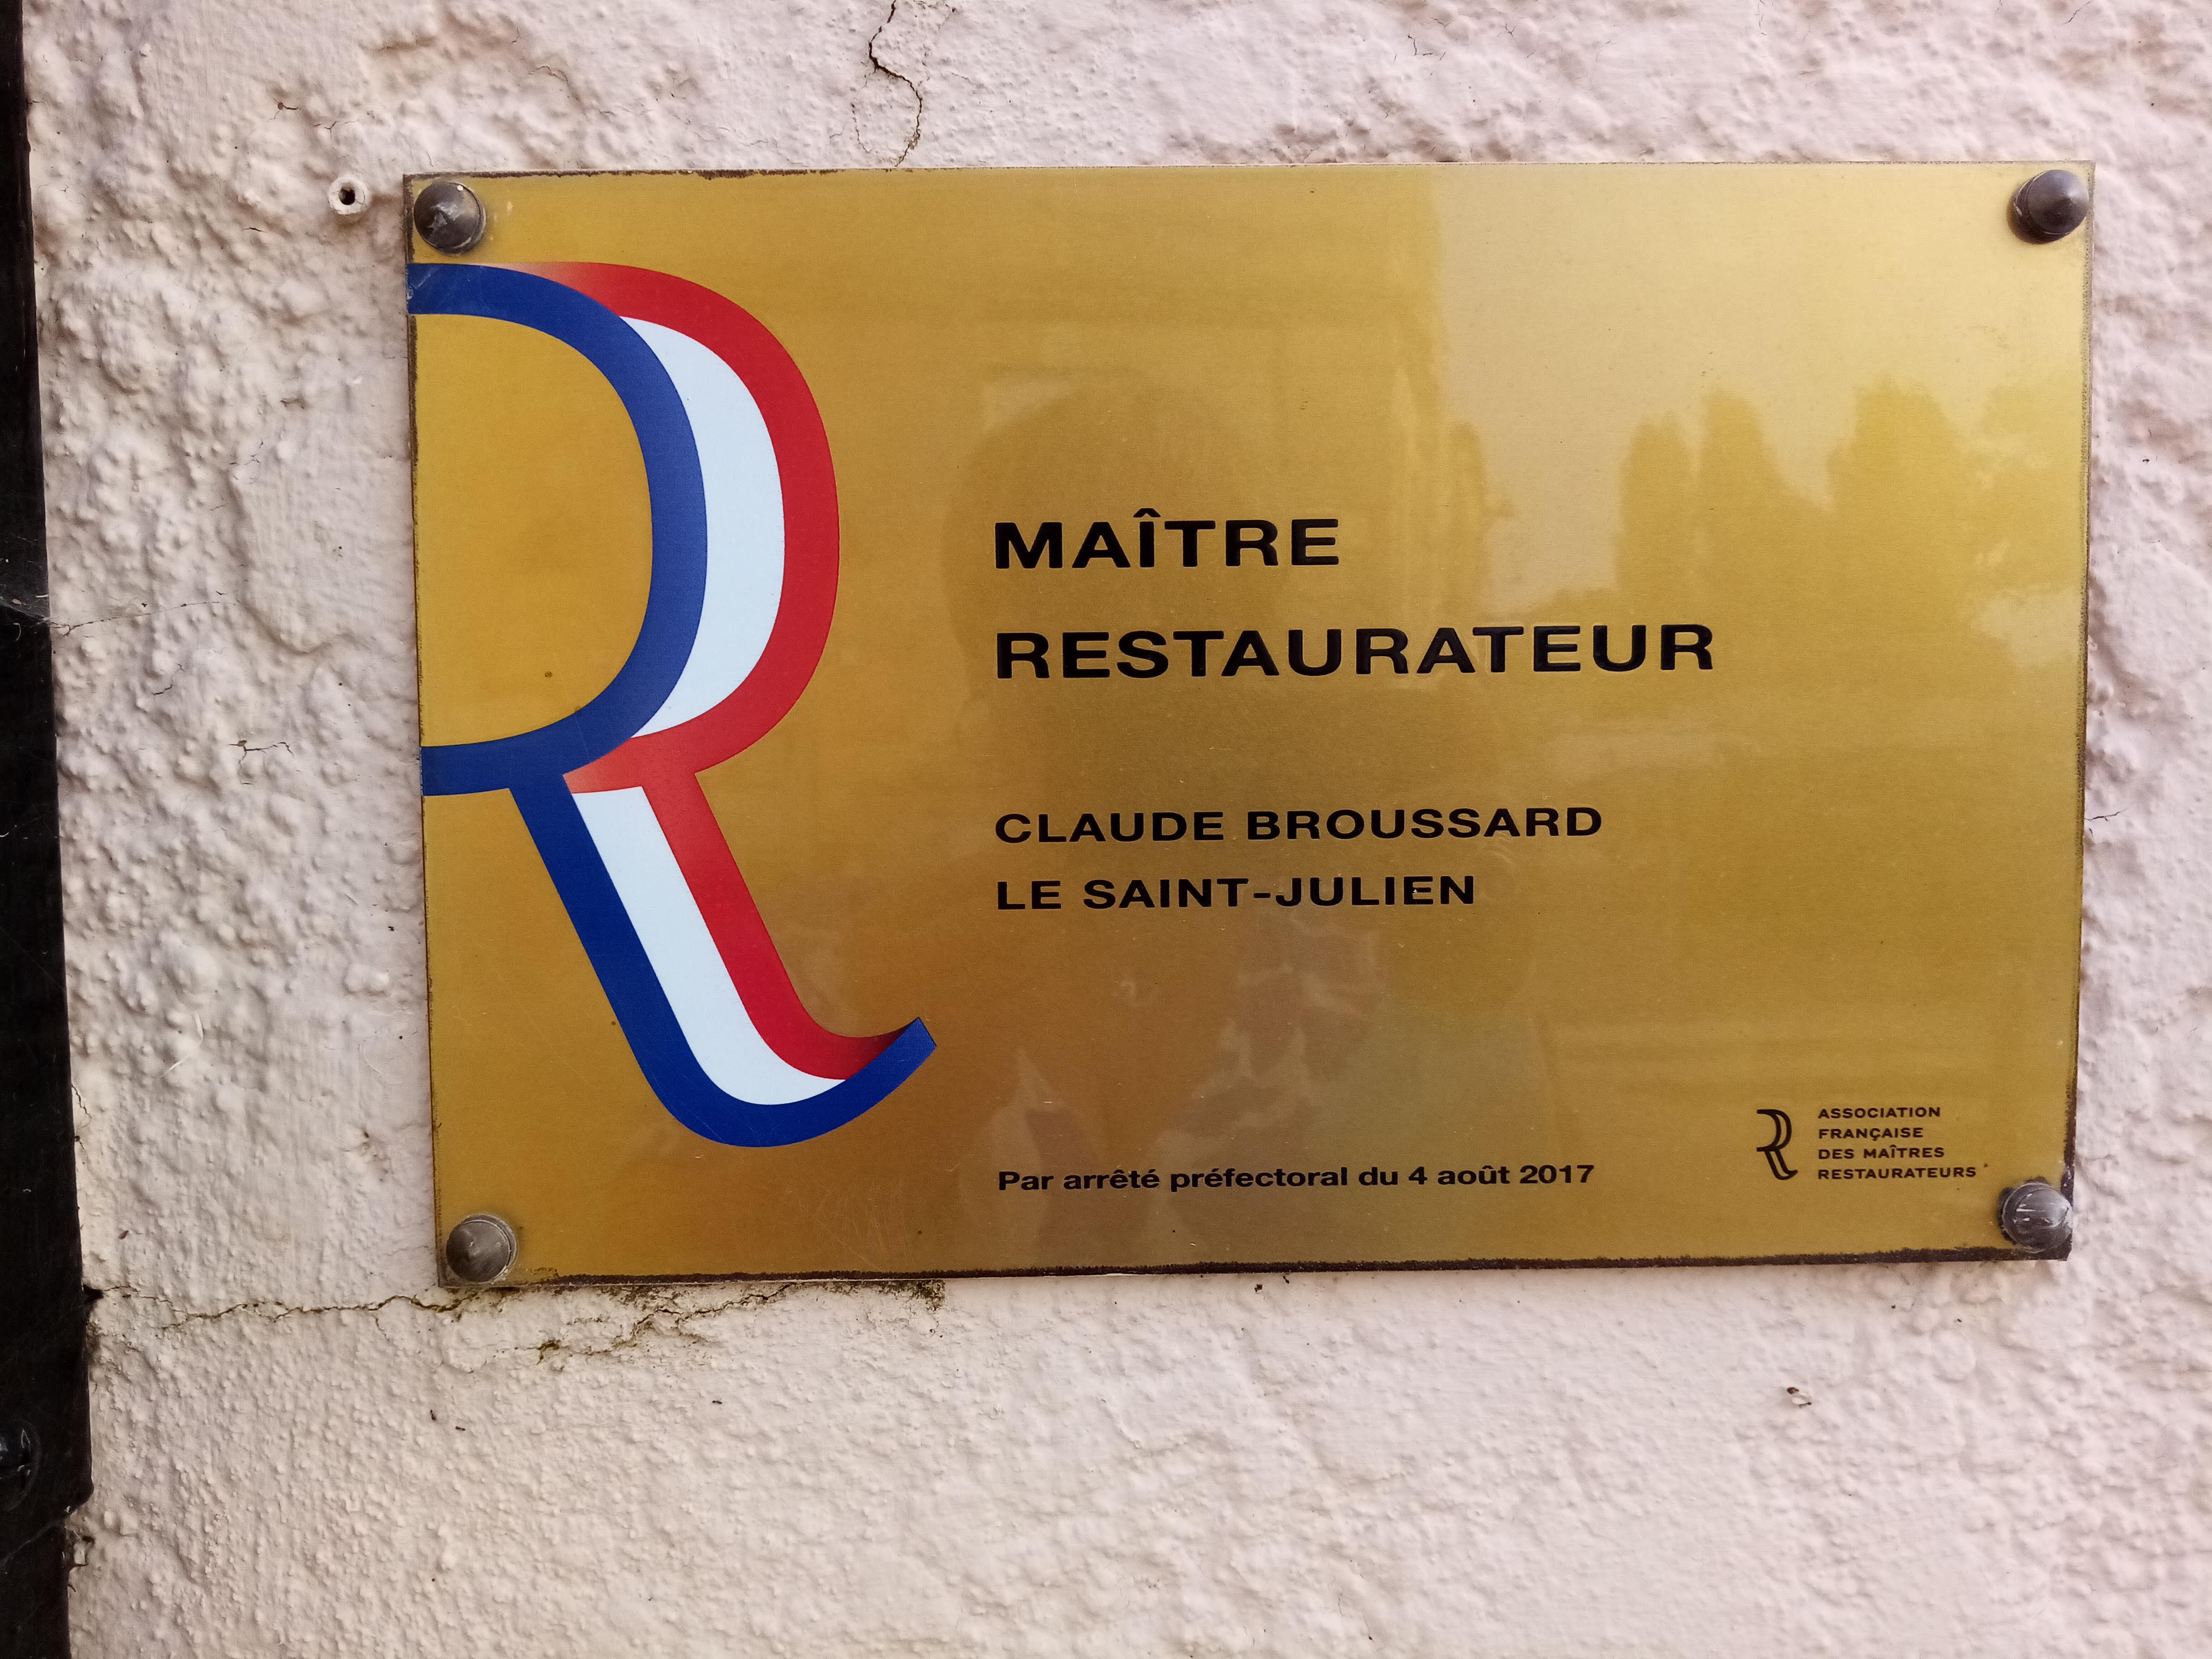 MAÎTRE
RESTAURATEUR
CLAUDE BROUSSARD
LE SAINT-JULIEN
Par arrêté préfectoral du 4 août 2017
ASSOCIATION
FRANÇAISE
DES MAÎTRES
RESTAURATEURS